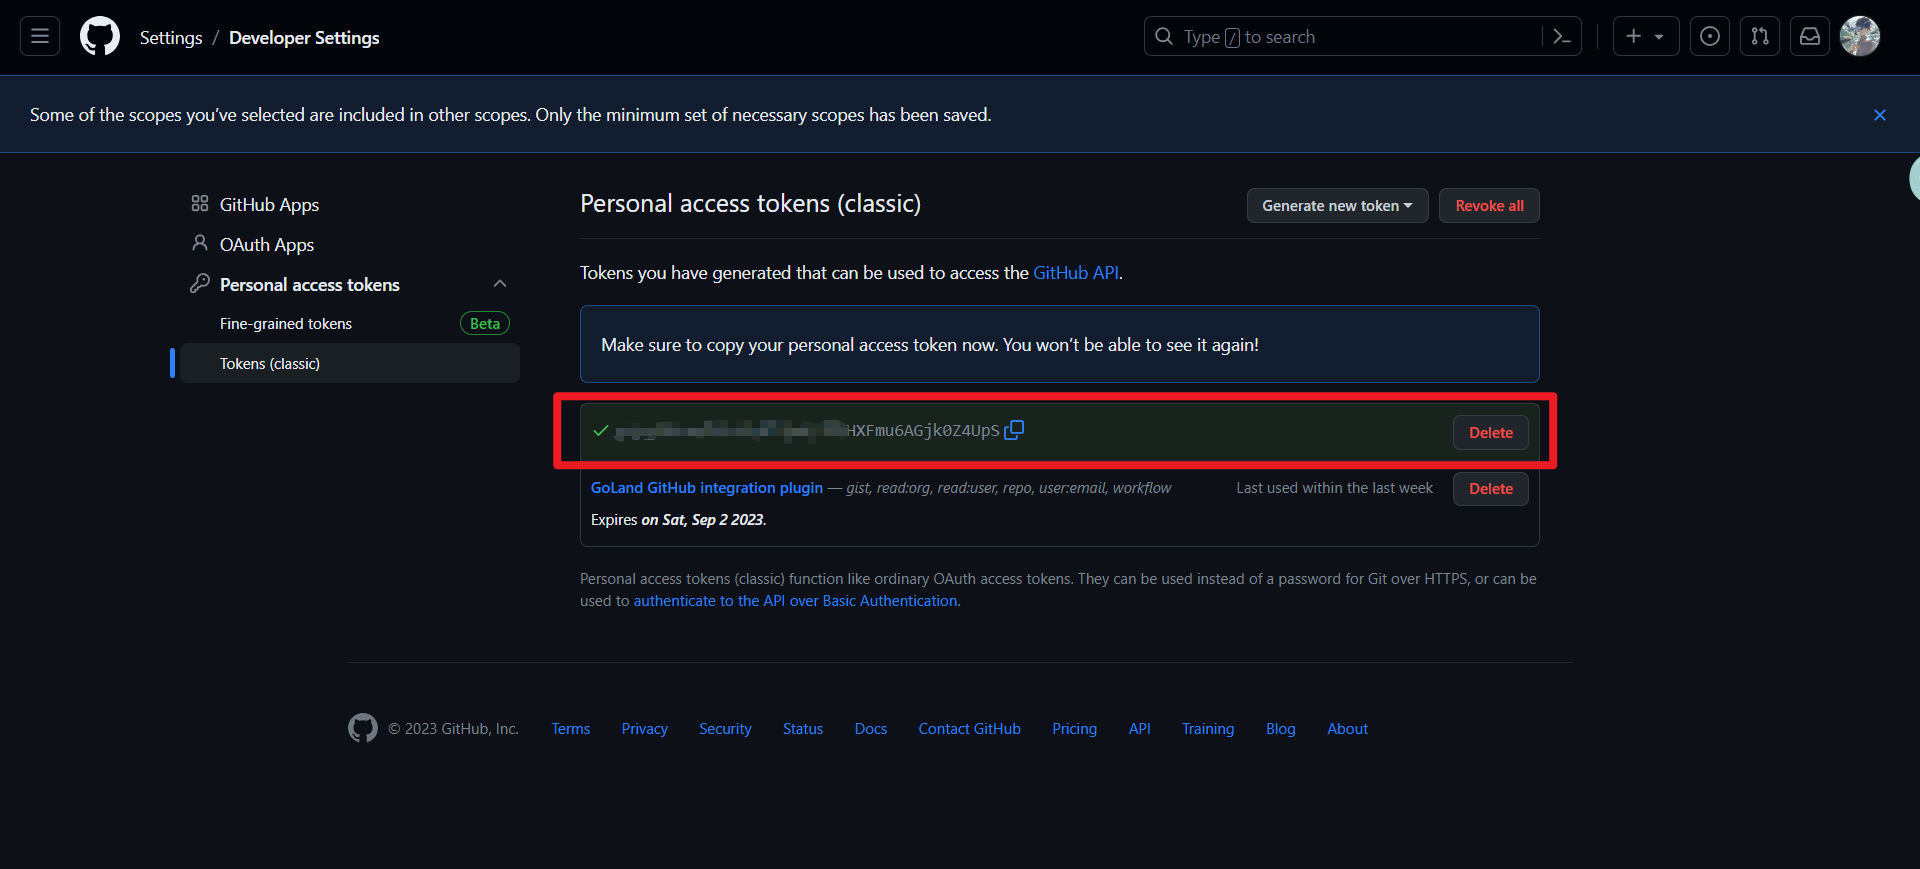 Settings / Developer Settings
Type / to search
Some of the scopes you’ve selected are included in other scopes. Only the minimum set of necessary scopes has been saved.
GitHub Apps
OAuth Apps
Personal access tokens
Fine-grained tokens Beta
Tokens (classic)
Personal access tokens (classic)
Generate new token
Revoke all
Tokens you have generated that can be used to access the GitHub API.
Make sure to copy your personal access token now. You won’t be able to see it again!
HXFmu6AGjk0Z4UpS
Delete
GoLand GitHub integration plugin — gist, read:org, read:user, repo, user:email, workflow
Last used within the last week
Delete
Expires on Sat, Sep 2 2023.
Personal access tokens (classic) function like ordinary OAuth access tokens. They can be used instead of a password for Git over HTTPS, or can be
used to authenticate to the API over Basic Authentication.
© 2023 GitHub, Inc. Terms Privacy Security Status Docs Contact GitHub Pricing API Training Blog About